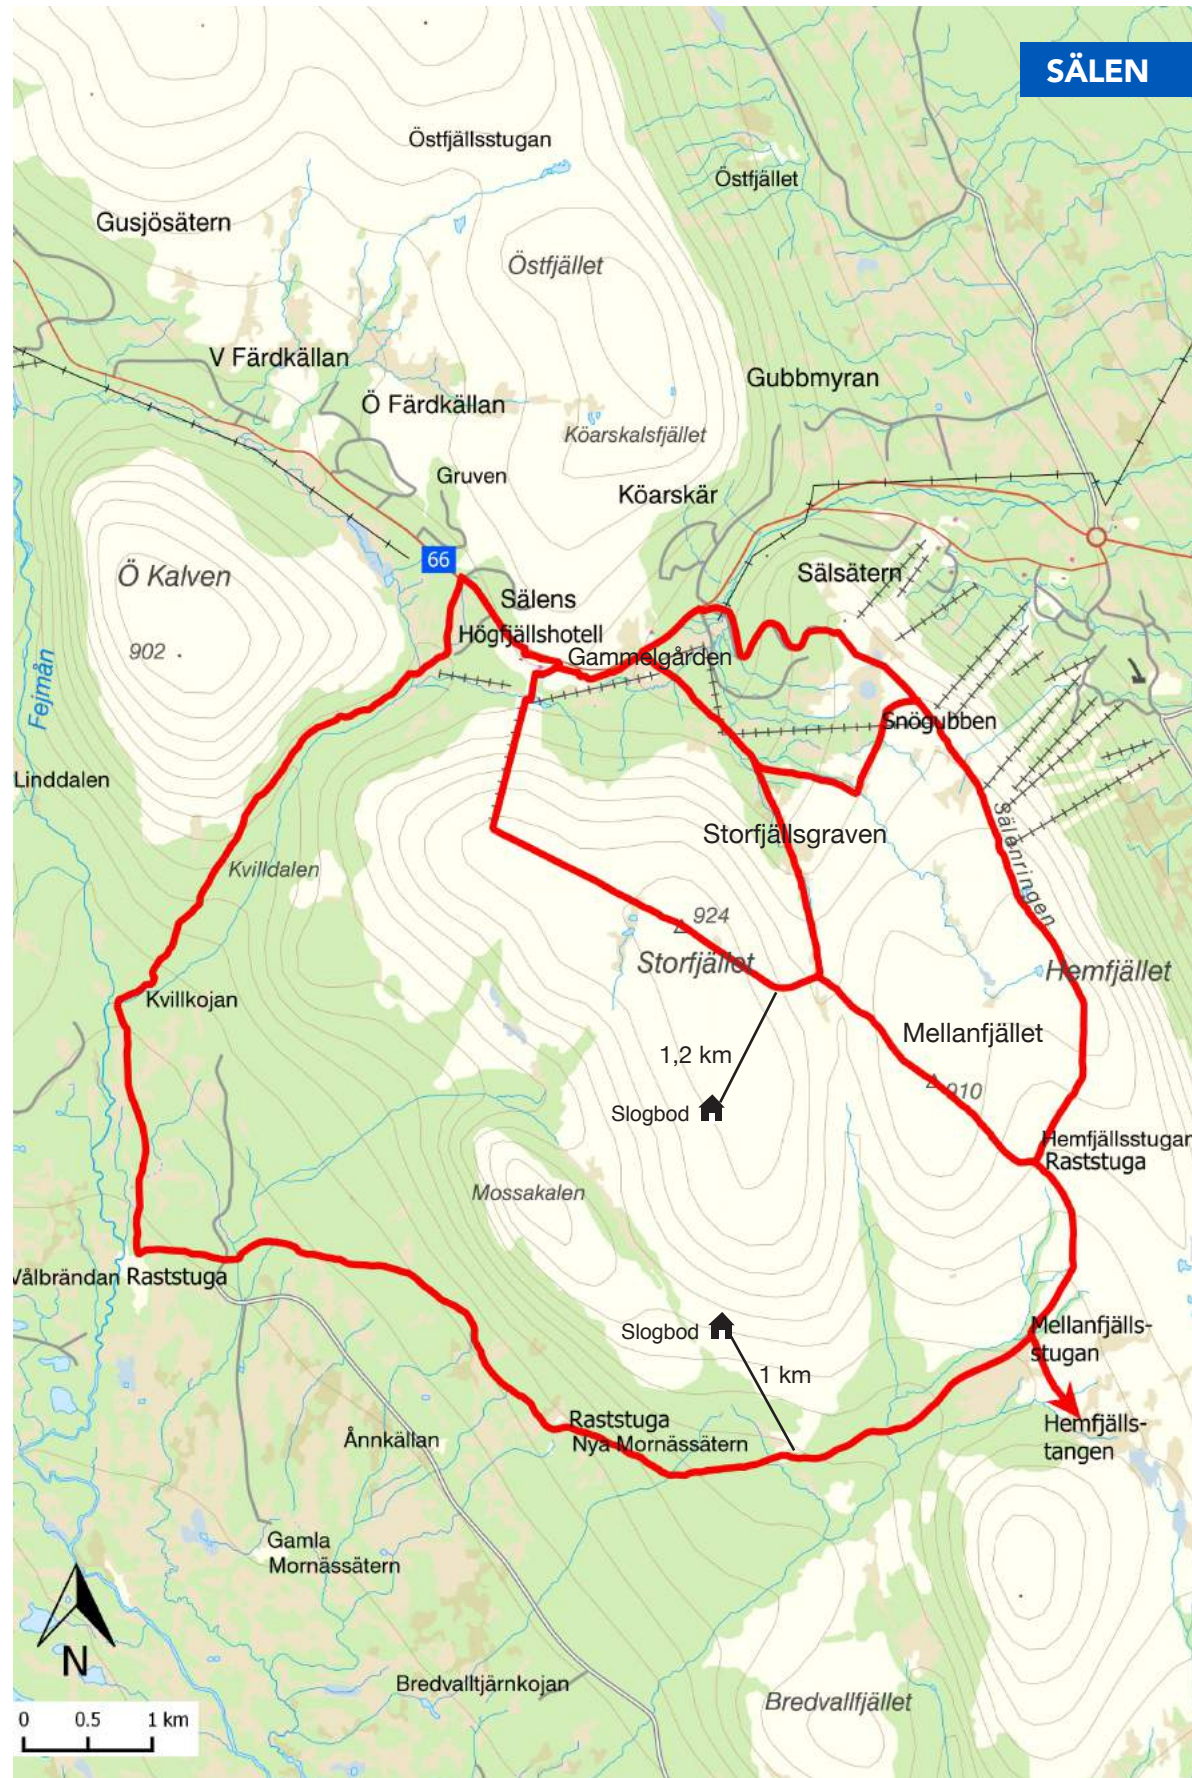 SÄLEN
Östfjällsstugan
Östfjället
Gusjösätern
Östfjället
V Färdkällan
Gubbmyran
Ö Färdkällan
Köarskalsfjället
Gruven
Köarskär
66
Ö Kalven
Sälsätern
Sälens
Högfjällshotell
Gammelgården
902
Fejmån
Snögubben
Linddalen
Storfjällsgraven
Sälenringen
Kvilldalen
924
Storfjället
Hemfjället
Kvillkojan
Mellanfjället
1,2 km
910
Slogbod
Hemfjällsstugan
Raststuga
Mossakalen
Vålbrändan Raststuga
Slogbod
Mellanfjälls-
stugan
1 km
Raststuga
Nya Mornässätern
Hemfjälls-
tangen
Ånnkällan
Gamla
Mornässätern
N
Bredvalltjärnkojan
Bredvallfjället
0 0.5 1 km